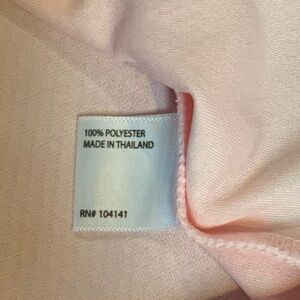 100% POLYESTER
MADE IN THAILAND
RN# 104141